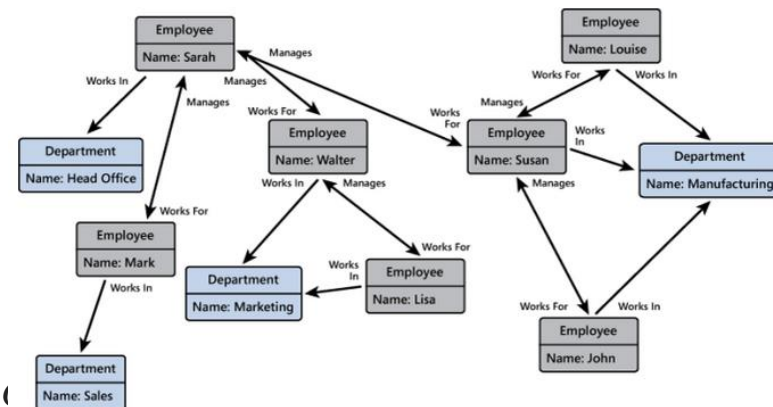 Employee
Name: Sarah
Employee
Name: Louise
Manages
Manages
Manages
Works In
Works For
Works For
Manages
Works For
Works In
Employee
Name: Walter
Employee
Name: Susan
Works In
Department
Name: Head Office
Department
Name: Manufacturing
Works In
Manages
Manages
Works For
Employee
Name: Mark
Works For
Works In
Department
Name: Marketing
Works In
Employee
Name: Lisa
Works For
Works In
Employee
Name: John
Department
Name: Sales